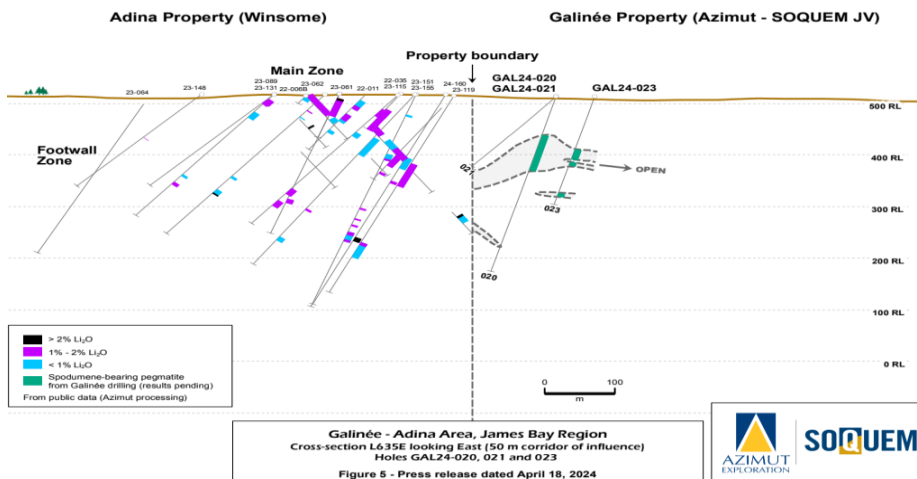 Adina Property (Winsome)
Galinée Property (Azimut - SOQUEM JV)
Property boundary
Main Zone
GAL24-020
GAL24-021
GAL24-023
23-064
23-148
23-089
23-131
22-006B
23-062
23-061
22-011
22-035
23-115
23-151
23-155
24-160
23-119
500 RL
Footwall
Zone
400 RL
OPEN
021
023
300 RL
020
200 RL
100 RL
0 RL
> 2% Li₂O
1% - 2% Li₂O
< 1% Li₂O
Spodumene-bearing pegmatite
from Galinée drilling (results pending)
From public data (Azimut processing)
0 100
m
Galinée - Adina Area, James Bay Region
Cross-section L635E looking East (50 m corridor of influence)
Holes GAL24-020, 021 and 023
Figure 5 - Press release dated April 18, 2024
AZIMUT
EXPLORATION
SOQUEM